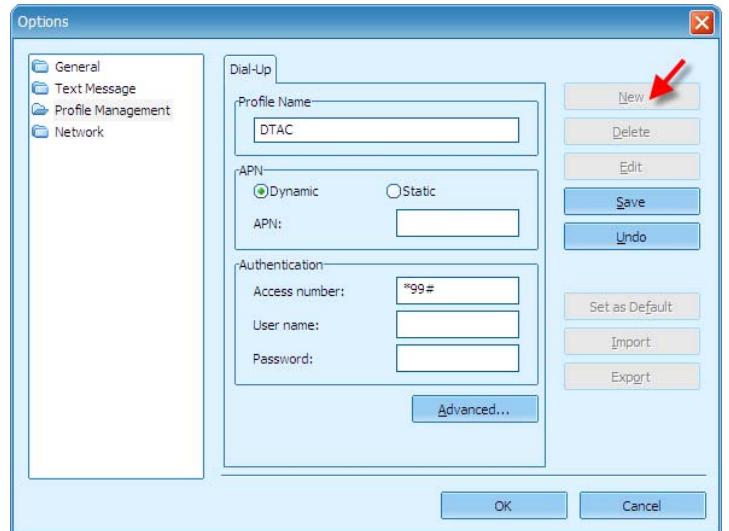 Options
General
Text Message
Profile Management
Network
Dial-Up
Profile Name
DTAC
APN
Dynamic
Static
APN:
Authentication
Access number:
*99#
User name:
Password:
Advanced...
New
Delete
Edit
Save
Undo
Set as Default
Import
Export
OK
Cancel